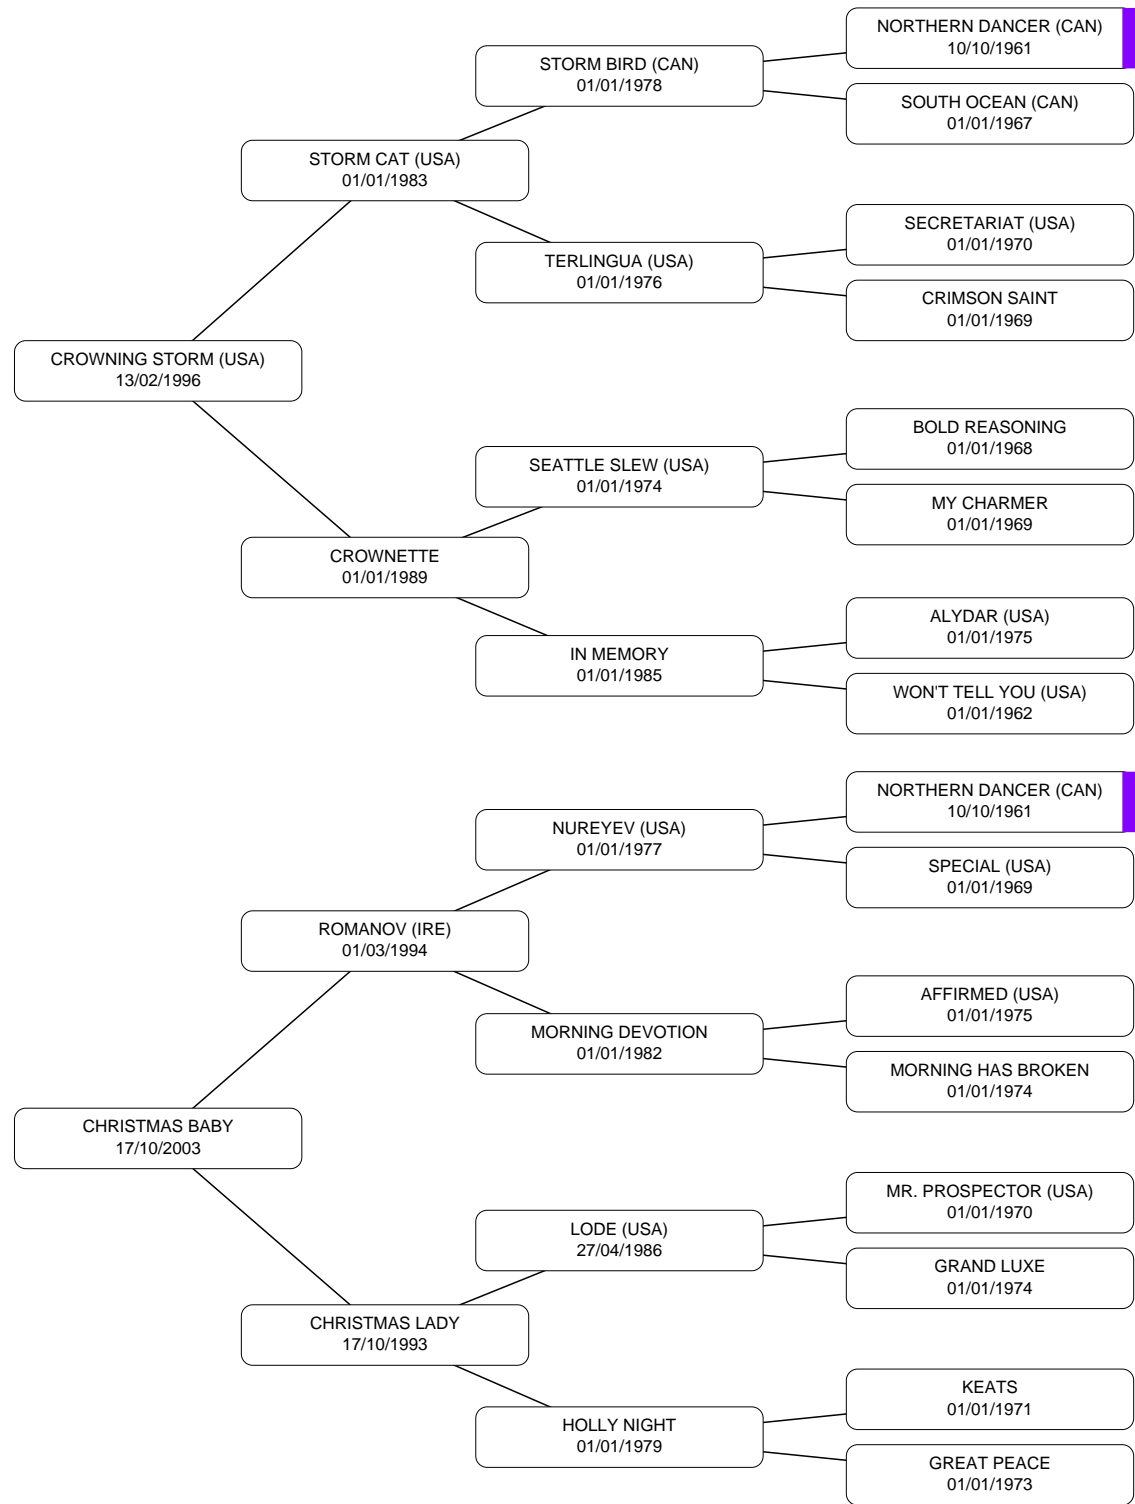 NORTHERN DANCER (CAN)
10/10/1961
STORM BIRD (CAN)
01/01/1978
SOUTH OCEAN (CAN)
01/01/1967
STORM CAT (USA)
01/01/1983
SECRETARIAT (USA)
01/01/1970
TERLINGUA (USA)
01/01/1976
CRIMSON SAINT
01/01/1969
CROWNING STORM (USA)
13/02/1996
BOLD REASONING
01/01/1968
SEATTLE SLEW (USA)
01/01/1974
MY CHARMER
01/01/1969
CROWNETTE
01/01/1989
ALYDAR (USA)
01/01/1975
IN MEMORY
01/01/1985
WON'T TELL YOU (USA)
01/01/1962
NORTHERN DANCER (CAN)
10/10/1961
NUREYEV (USA)
01/01/1977
SPECIAL (USA)
01/01/1969
ROMANOV (IRE)
01/03/1994
AFFIRMED (USA)
01/01/1975
MORNING DEVOTION
01/01/1982
MORNING HAS BROKEN
01/01/1974
CHRISTMAS BABY
17/10/2003
MR. PROSPECTOR (USA)
01/01/1970
LODE (USA)
27/04/1986
GRAND LUXE
01/01/1974
CHRISTMAS LADY
17/10/1993
KEATS
01/01/1971
HOLLY NIGHT
01/01/1979
GREAT PEACE
01/01/1973